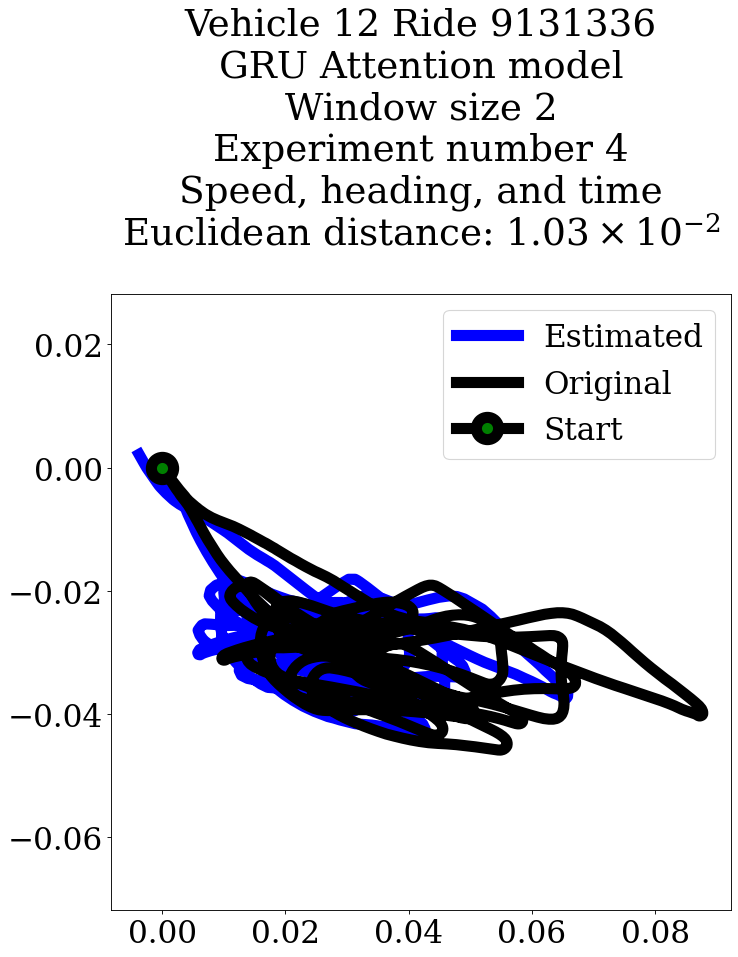 Vehicle 12 Ride 9131336
GRU Attention model
Window size 2
Experiment number 4
Speed, heading, and time
Euclidean distance: 1.03 × 10⁻²
Estimated
Original
Start
0.02
0.00
−0.02
−0.04
−0.06
0.00 0.02 0.04 0.06 0.08